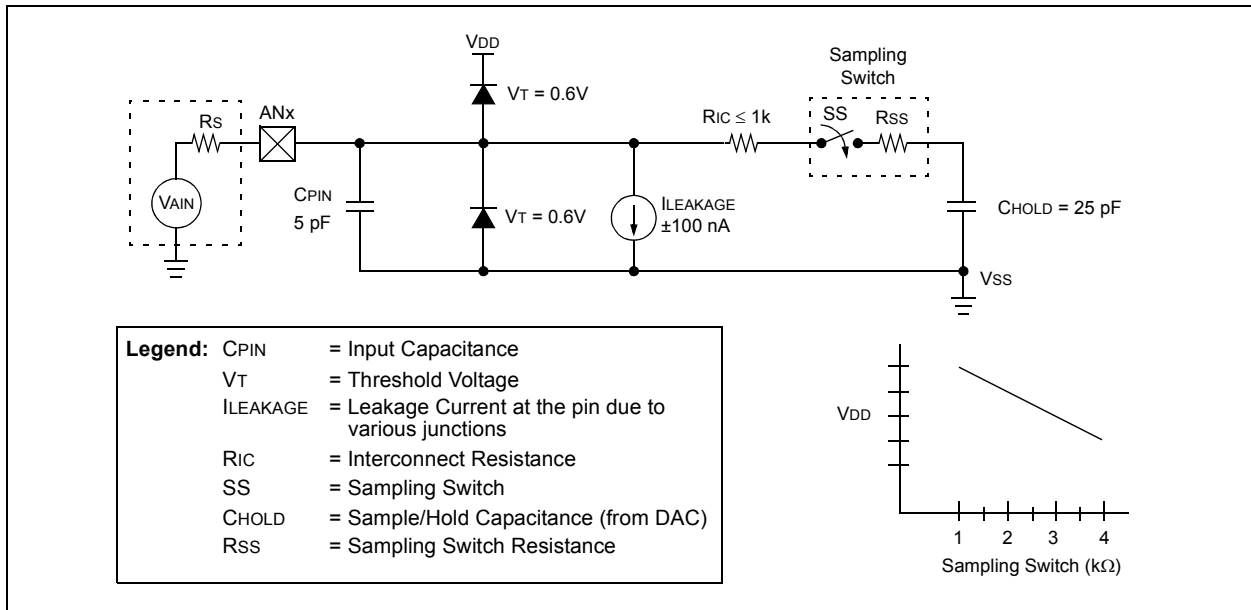 VDD
Sampling
Switch
VT = 0.6V
ANx
RS
RIC ≤ 1k
SS
RSS
VAIN
CPIN
5 pF
VT = 0.6V
ILEAKAGE
±100 nA
CHOLD = 25 pF
VSS
Legend: CPIN = Input Capacitance
VT = Threshold Voltage
ILEAKAGE = Leakage Current at the pin due to
various junctions
RIC = Interconnect Resistance
SS = Sampling Switch
CHOLD = Sample/Hold Capacitance (from DAC)
RSS = Sampling Switch Resistance
VDD
1 2 3 4
Sampling Switch (kΩ)